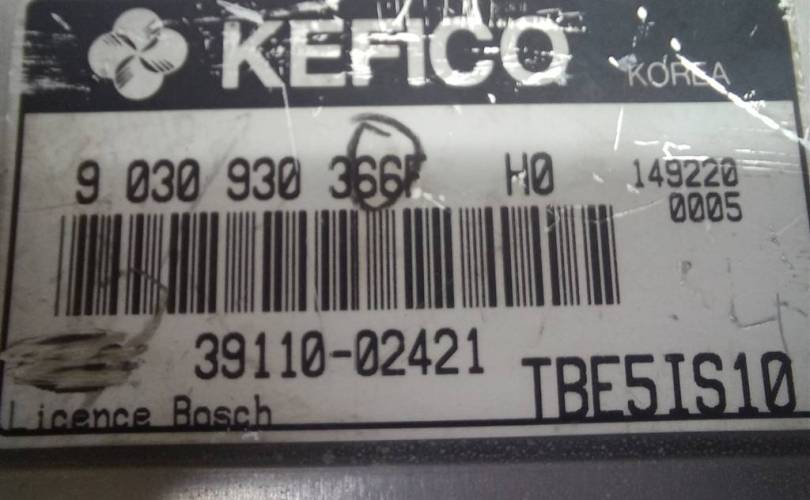 KEFICO KOREA
9 030 930 366F H0 149220
0005
39110-02421
TBE5IS10
Licence Bosch